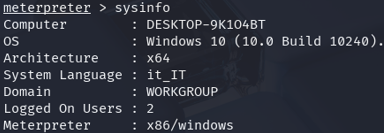 meterpreter > sysinfo
Computer        : DESKTOP-9K1O4BT
OS              : Windows 10 (10.0 Build 10240).
Architecture    : x64
System Language : it_IT
Domain          : WORKGROUP
Logged On Users : 2
Meterpreter     : x86/windows